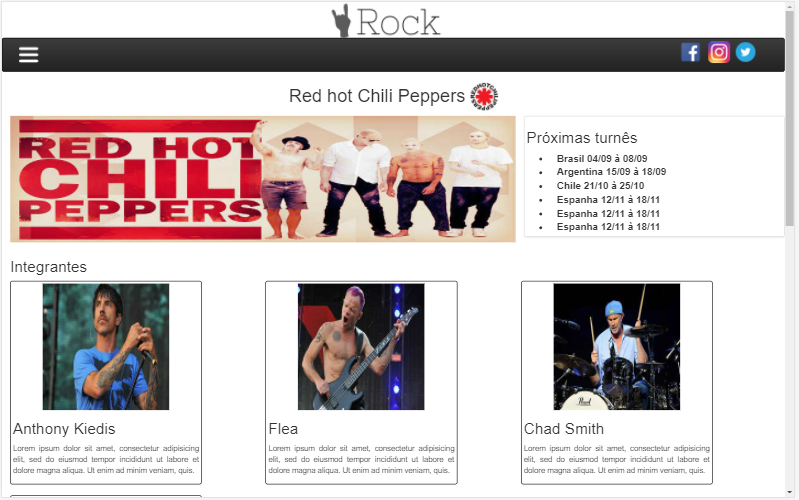 Rock
Red hot Chili Peppers
RED HOT
CHILI
PEPPERS
Próximas turnês
Brasil 04/09 à 08/09
Argentina 15/09 à 18/09
Chile 21/10 à 25/10
Espanha 12/11 à 18/11
Espanha 12/11 à 18/11
Espanha 12/11 à 18/11
Integrantes
Anthony Kiedis
Lorem ipsum dolor sit amet, consectetur adipisicing
elit, sed do eiusmod tempor incididunt ut labore et
dolore magna aliqua. Ut enim ad minim veniam, quis.
Flea
Lorem ipsum dolor sit amet, consectetur adipisicing
elit, sed do eiusmod tempor incididunt ut labore et
dolore magna aliqua. Ut enim ad minim veniam, quis.
Chad Smith
Lorem ipsum dolor sit amet, consectetur adipisicing
elit, sed do eiusmod tempor incididunt ut labore et
dolore magna aliqua. Ut enim ad minim veniam, quis.